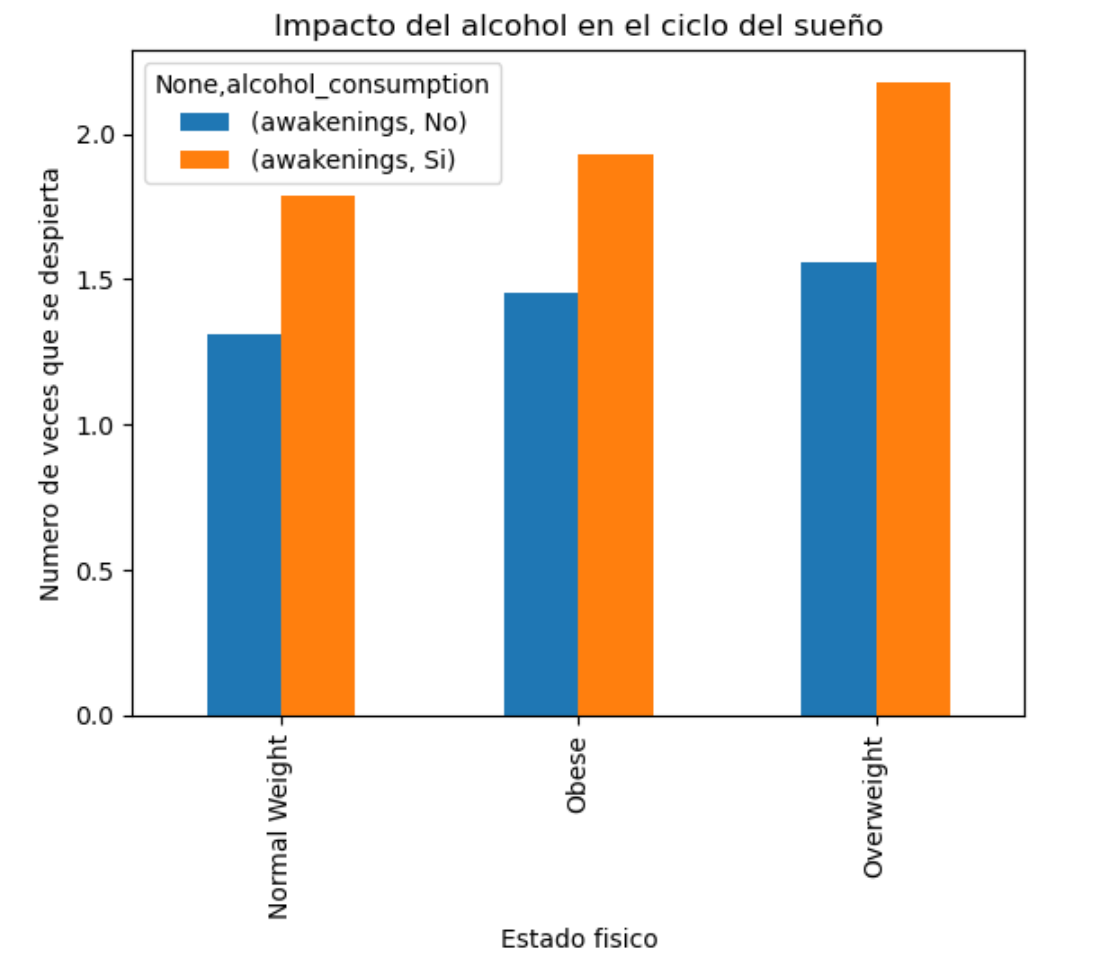 Impacto del alcohol en el ciclo del sueño
None,alcohol_consumption
(awakenings, No)
(awakenings, Si)
Numero de veces que se despierta
2.0
1.5
1.0
0.5
0.0
Normal Weight
Obese
Overweight
Estado fisico